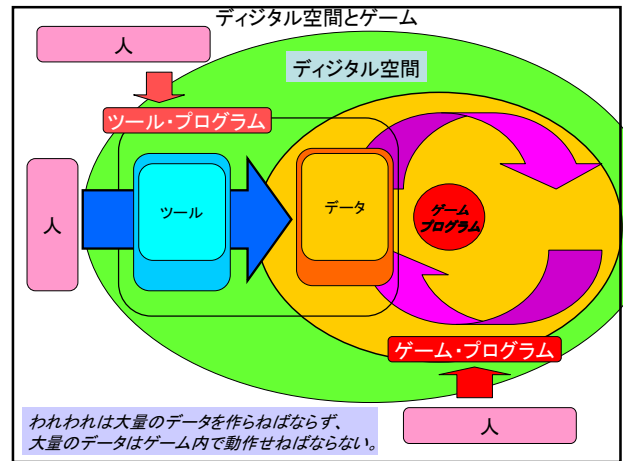 ディジタル空間とゲーム
人
ディジタル空間
ツール・プログラム
人
ツール
データ
ゲーム
プログラム
ゲーム・プログラム
人
われわれは大量のデータを作らねばならず、
大量のデータはゲーム内で動作せねばならない。